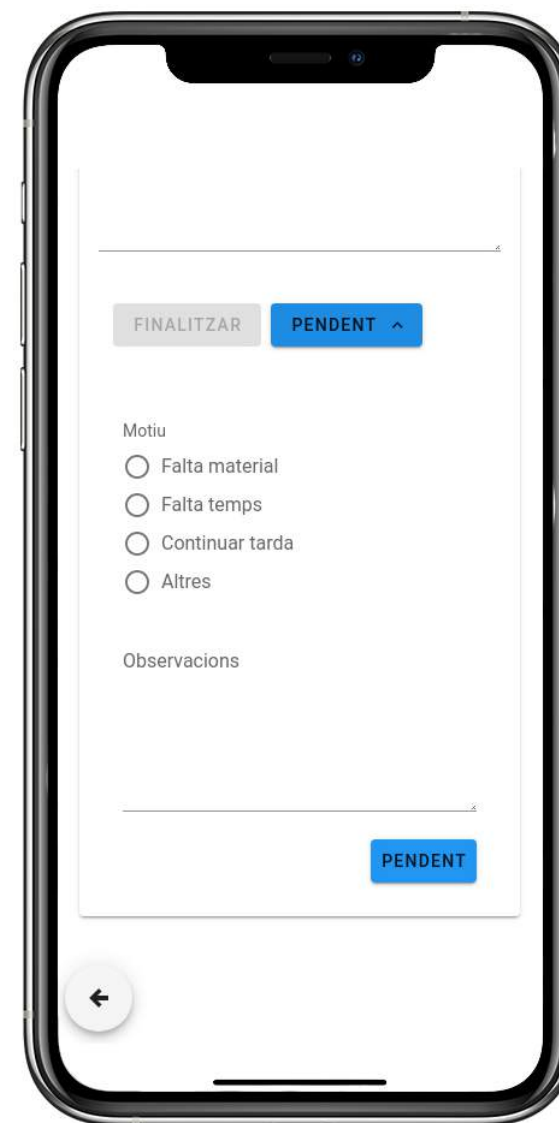 FINALITZAR
PENDENT
Motiu
Falta material
Falta temps
Continuar tarda
Altres
Observacions
PENDENT